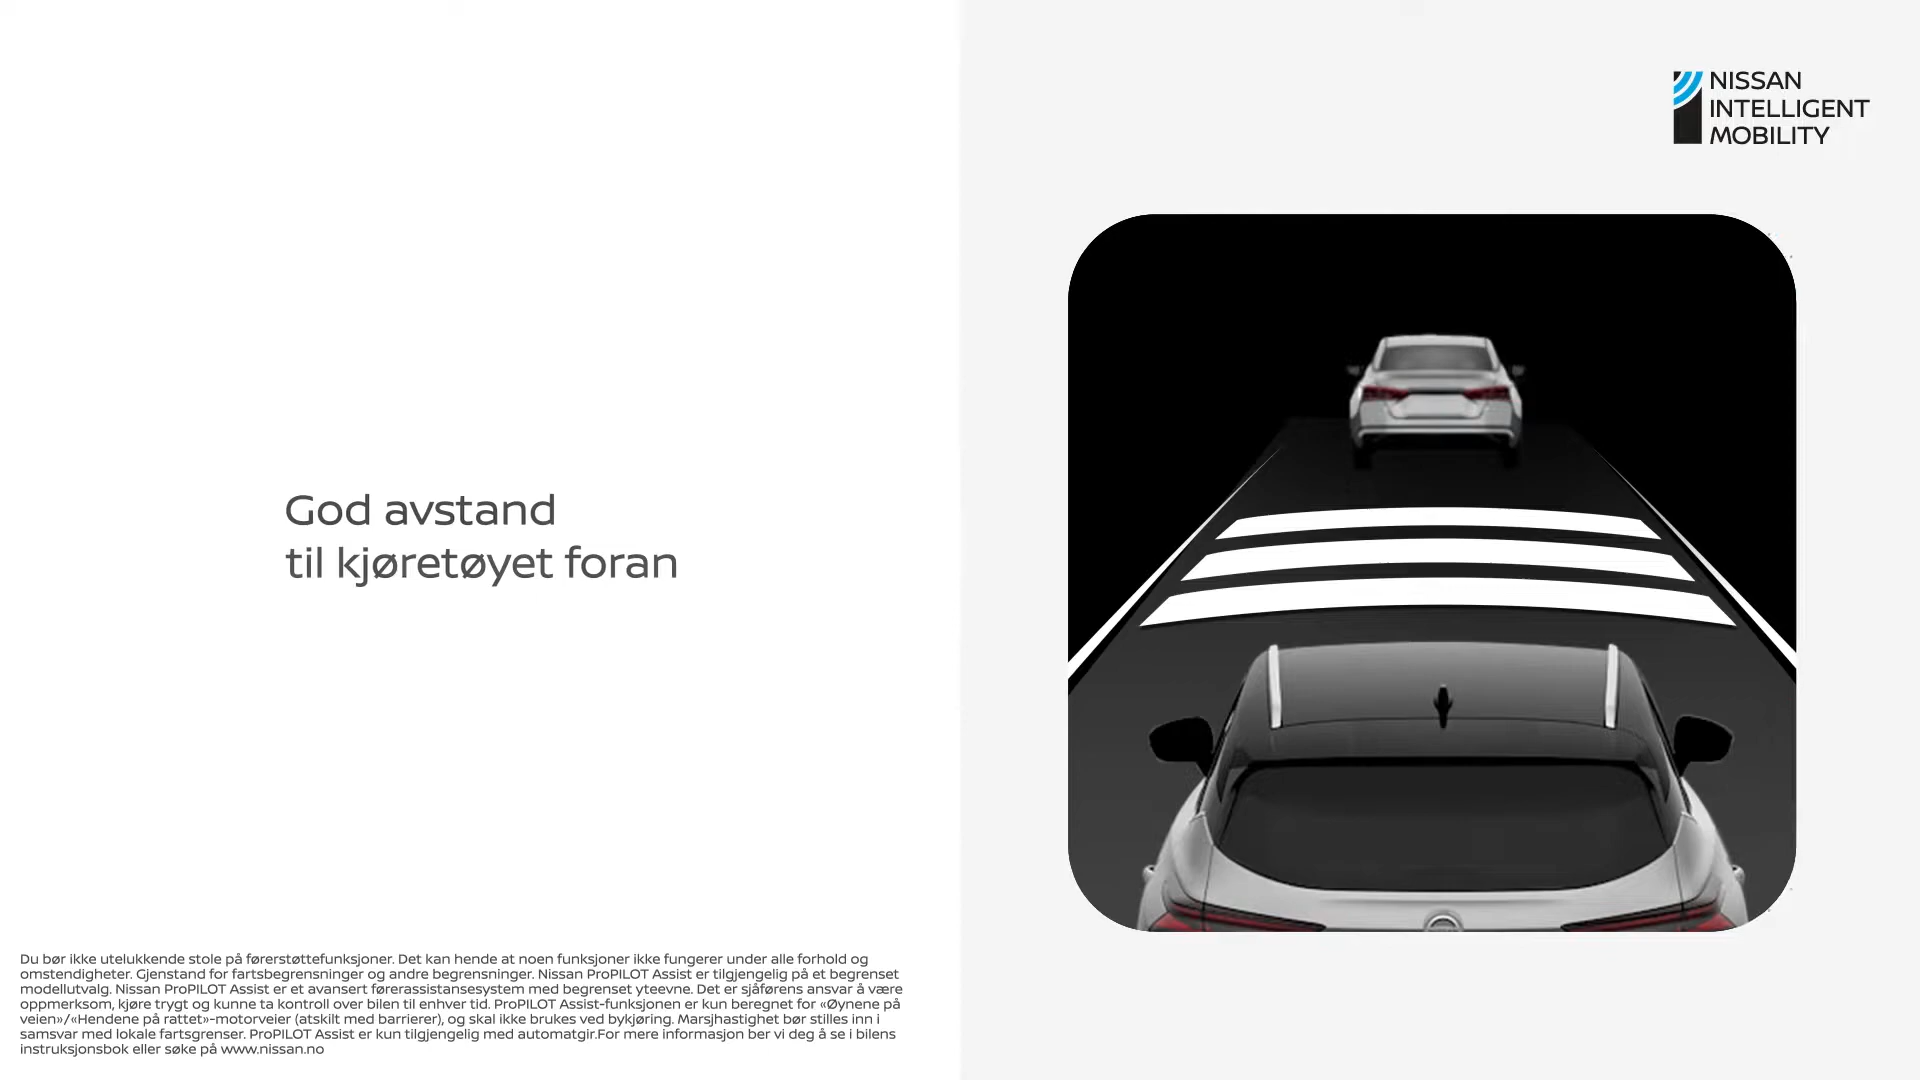 NISSAN
INTELLIGENT
MOBILITY
God avstand
til kjøretøyet foran
Du bør ikke utelukkende stole på førerstøttefunksjoner. Det kan hende at noen funksjoner ikke fungerer under alle forhold og
omstendigheter. Gjenstand for fartsbegrensninger og andre begrensninger. Nissan ProPILOT Assist er tilgjengelig på et begrenset
modellutvalg. Nissan ProPILOT Assist er et avansert førerassistansesystem med begrenset yteevne. Det er sjåførens ansvar å være
oppmerksom, kjøre trygt og kunne ta kontroll over bilen til enhver tid. ProPILOT Assist-funksjonen er kun beregnet for «Øynene på
veien»/«Hendene på rattet»-motorveier (atskilt med barrierer), og skal ikke brukes ved bykjøring. Marsjhastighet bør stilles inn i
samsvar med lokale fartsgrenser. ProPILOT Assist er kun tilgjengelig med automatgir.For mere informasjon ber vi deg å se i bilens
instruksjonsbok eller søke på www.nissan.no